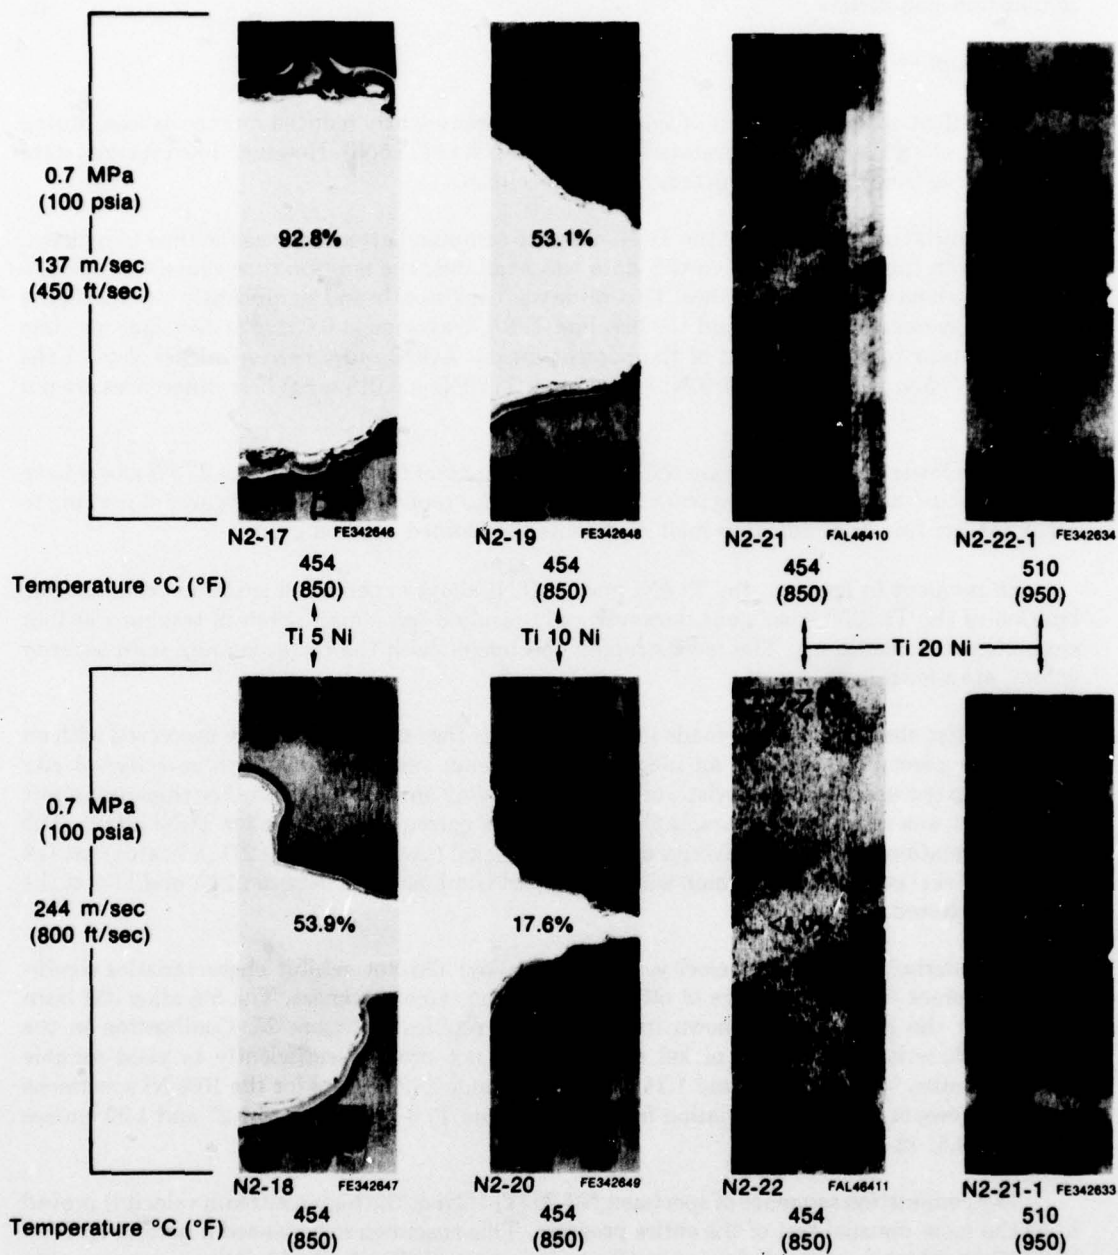 0.7 MPa
(100 psia)
137 m/sec
(450 ft/sec)
92.8%
53.1%
N2-17 FE342646
N2-19 FE342648
N2-21 FAL46410
N2-22-1 FE342634
Temperature °C (°F)
454
(850)
454
(850)
454
(850)
510
(950)
Ti 5 Ni
Ti 10 Ni
Ti 20 Ni
0.7 MPa
(100 psia)
244 m/sec
(800 ft/sec)
53.9%
17.6%
N2-18 FE342647
N2-20 FE342649
N2-22 FAL46411
N2-21-1 FE342633
Temperature °C (°F)
454
(850)
454
(850)
454
(850)
510
(950)